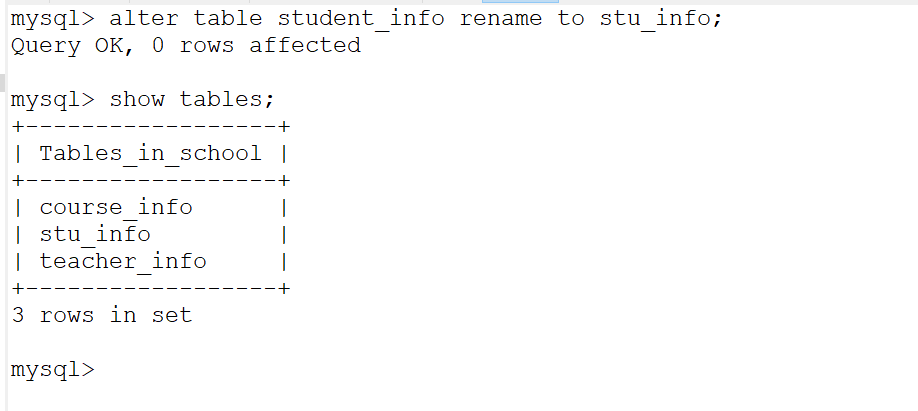 mysql> alter table student_info rename to stu_info;
Query OK, 0 rows affected
mysql> show tables;
+------------------+
| Tables_in_school |
+------------------+
| course_info      |
| stu_info         |
| teacher_info     |
+------------------+
3 rows in set
mysql>